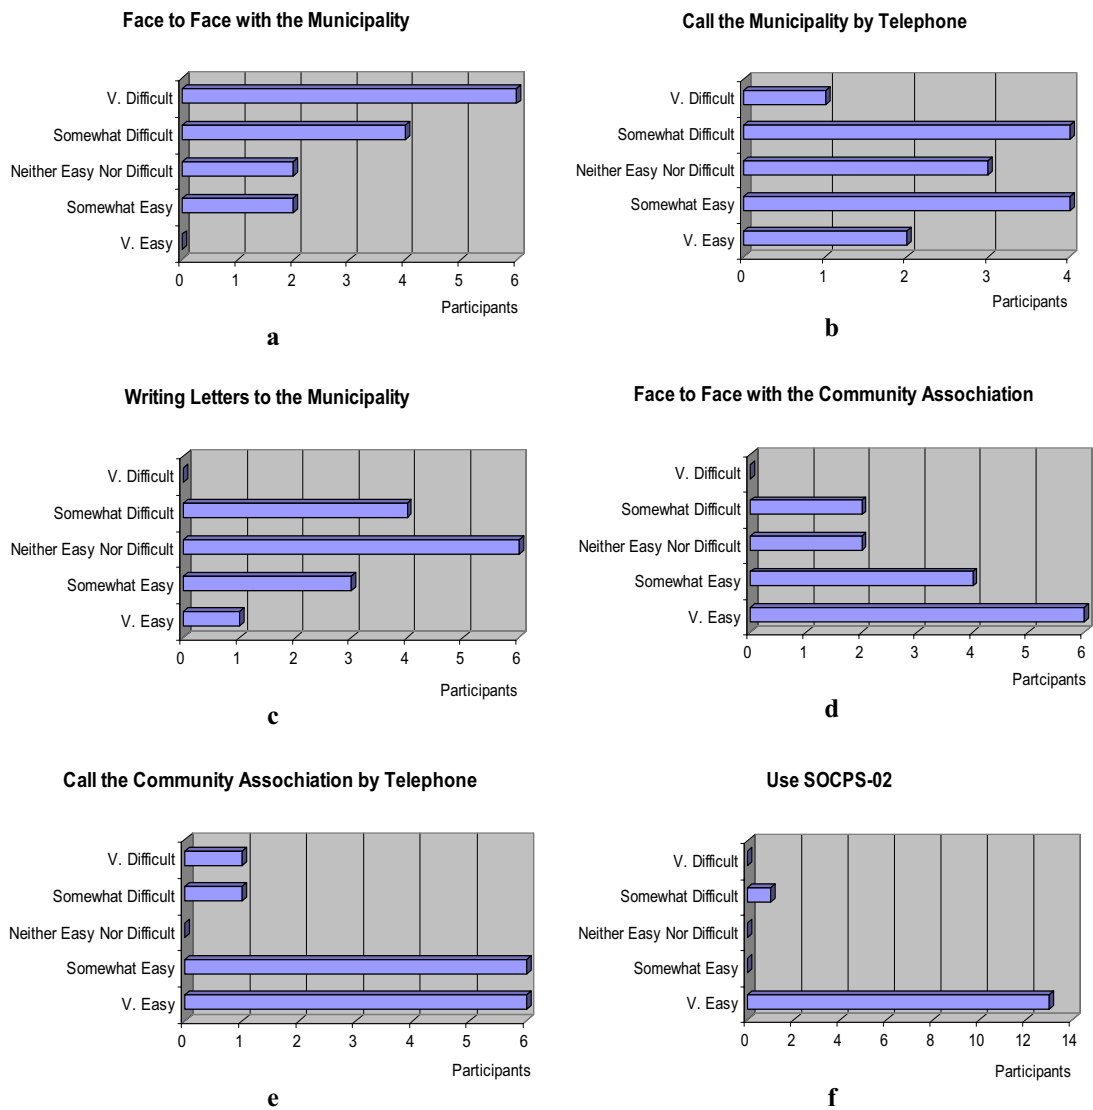 Face to Face with the Municipality
V. Difficult
Somewhat Difficult
Neither Easy Nor Difficult
Somewhat Easy
V. Easy
0 1 2 3 4 5 6
Participants
a
Call the Municipality by Telephone
V. Difficult
Somewhat Difficult
Neither Easy Nor Difficult
Somewhat Easy
V. Easy
0 1 2 3 4
Participants
b
Writing Letters to the Municipality
V. Difficult
Somewhat Difficult
Neither Easy Nor Difficult
Somewhat Easy
V. Easy
0 1 2 3 4 5 6
Participants
c
Face to Face with the Community Assochiation
V. Difficult
Somewhat Difficult
Neither Easy Nor Difficult
Somewhat Easy
V. Easy
0 1 2 3 4 5 6
Partcipants
d
Call the Community Assochiation by Telephone
V. Difficult
Somewhat Difficult
Neither Easy Nor Difficult
Somewhat Easy
V. Easy
0 1 2 3 4 5 6
Participants
e
Use SOCPS-02
V. Difficult
Somewhat Difficult
Neither Easy Nor Difficult
Somewhat Easy
V. Easy
0 2 4 6 8 10 12 14
Participants
f